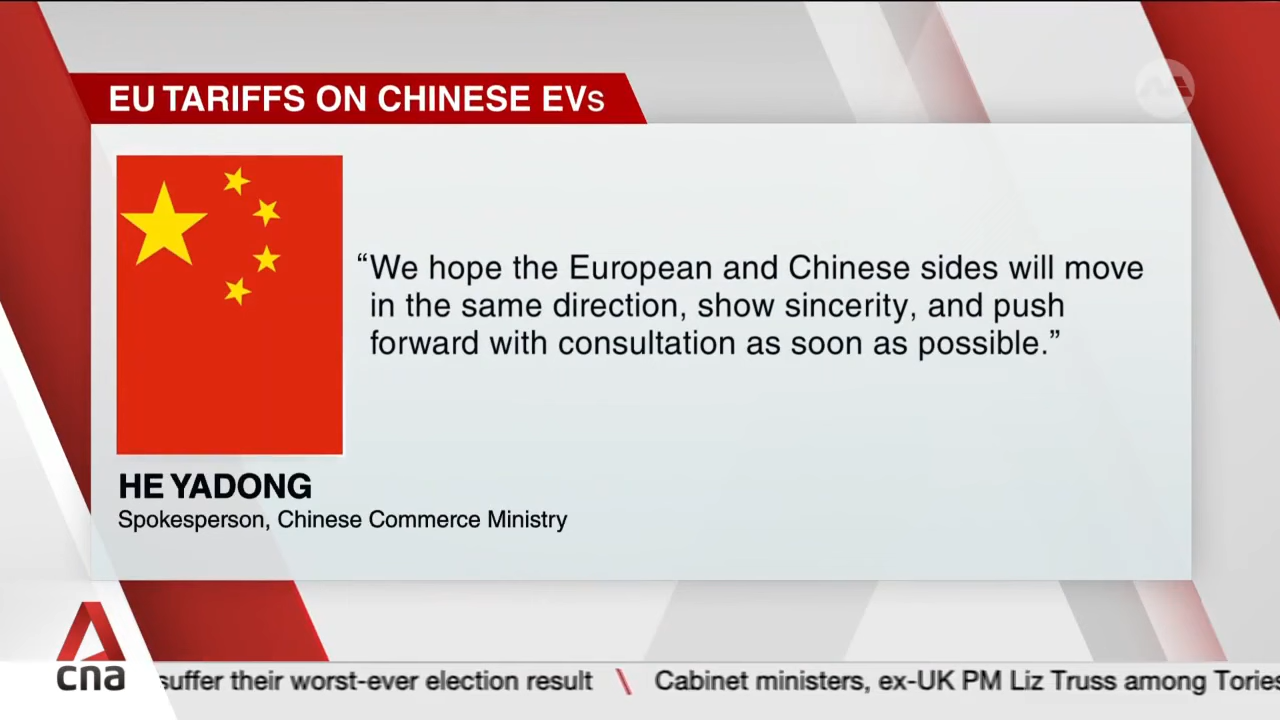 EU TARIFFS ON CHINESE EVs
“We hope the European and Chinese sides will move
in the same direction, show sincerity, and push
forward with consultation as soon as possible.”
HE YADONG
Spokesperson, Chinese Commerce Ministry
cna
suffer their worst-ever election result \ Cabinet ministers, ex-UK PM Liz Truss among Tories